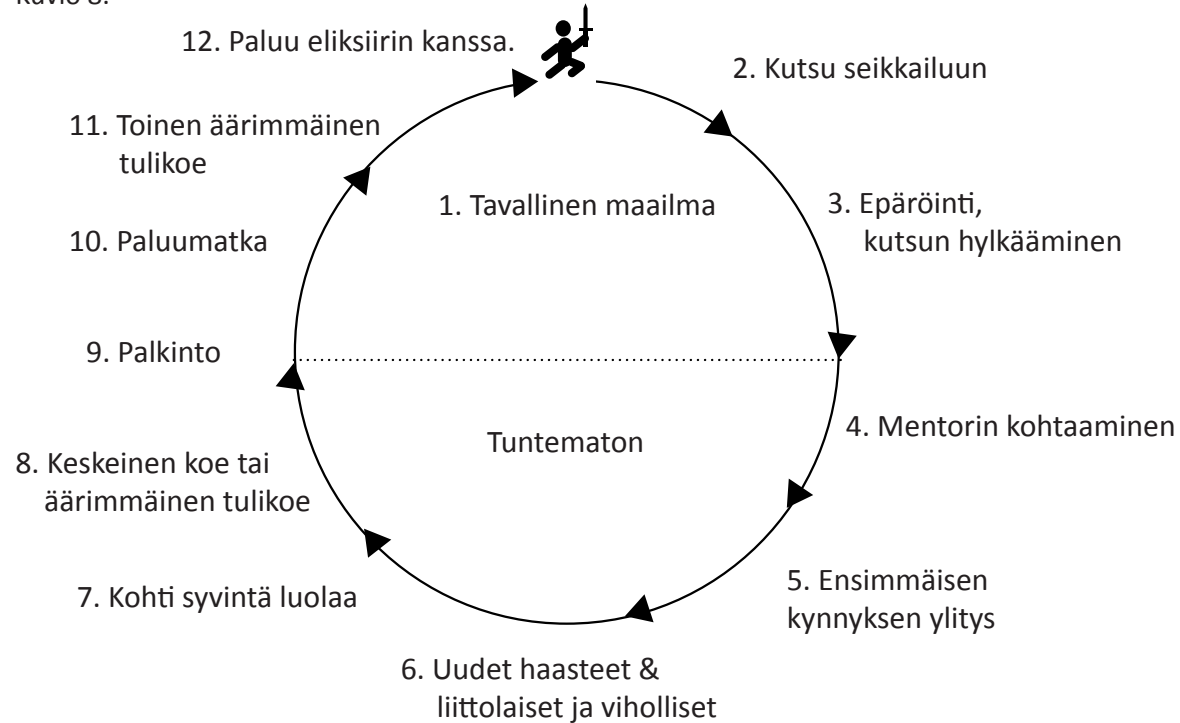 12. Paluu eliksiirin kanssa.
2. Kutsu seikkailuun
11. Toinen äärimmäinen
tulikoe
1. Tavallinen maailma
3. Epäröinti,
kutsun hylkääminen
10. Paluumatka
9. Palkinto
4. Mentorin kohtaaminen
Tuntematon
8. Keskeinen koe tai
äärimmäinen tulikoe
5. Ensimmäisen
kynnyksen ylitys
7. Kohti syvintä luolaa
6. Uudet haasteet &
liittolaiset ja viholliset